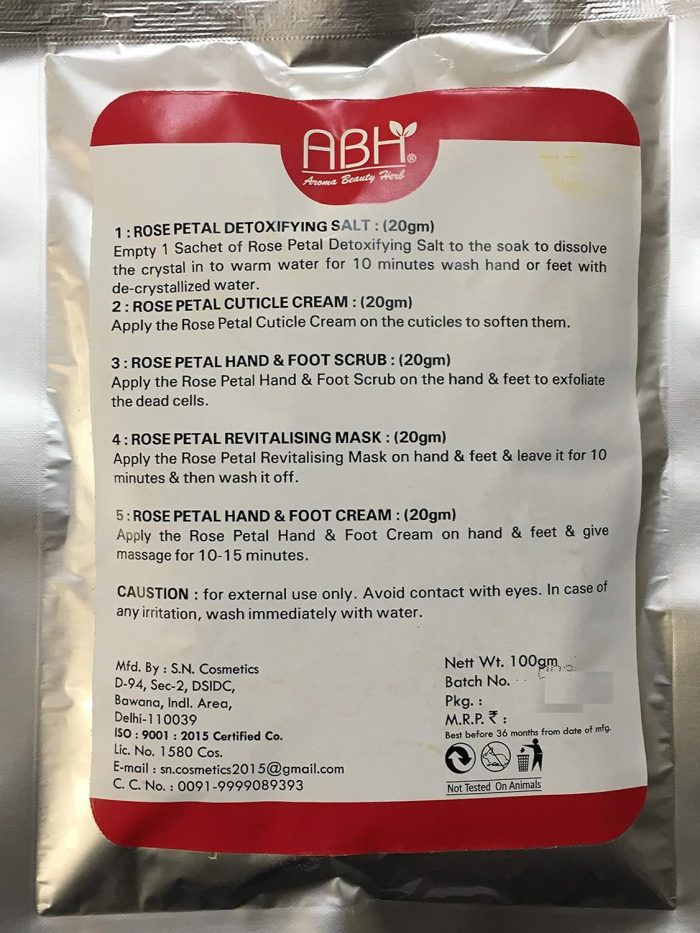 ABH®
Aroma Beauty Herb
1 : ROSE PETAL DETOXIFYING SALT : (20gm)
Empty 1 Sachet of Rose Petal Detoxifying Salt to the soak to dissolve
the crystal in to warm water for 10 minutes wash hand or feet with
de-crystallized water.
2 : ROSE PETAL CUTICLE CREAM : (20gm)
Apply the Rose Petal Cuticle Cream on the cuticles to soften them.
3 : ROSE PETAL HAND & FOOT SCRUB : (20gm)
Apply the Rose Petal Hand & Foot Scrub on the hand & feet to exfoliate
the dead cells.
4 : ROSE PETAL REVITALISING MASK : (20gm)
Apply the Rose Petal Revitalising Mask on hand & feet & leave it for 10
minutes & then wash it off.
5 : ROSE PETAL HAND & FOOT CREAM : (20gm)
Apply the Rose Petal Hand & Foot Cream on hand & feet & give
massage for 10-15 minutes.
CAUSTION : for external use only. Avoid contact with eyes. In case of
any irritation, wash immediately with water.
Mfd. By : S.N. Cosmetics
D-94, Sec-2, DSIDC,
Bawana, Indl. Area,
Delhi-110039
ISO : 9001 : 2015 Certified Co.
Lic. No. 1580 Cos.
E-mail : sn.cosmetics2015@gmail.com
C. C. No. : 0091-9999089393
Nett Wt. 100gm
Batch No.
Pkg. :
M.R.P. ₹ :
Best before 36 months from date of mfg.
Not Tested On Animals